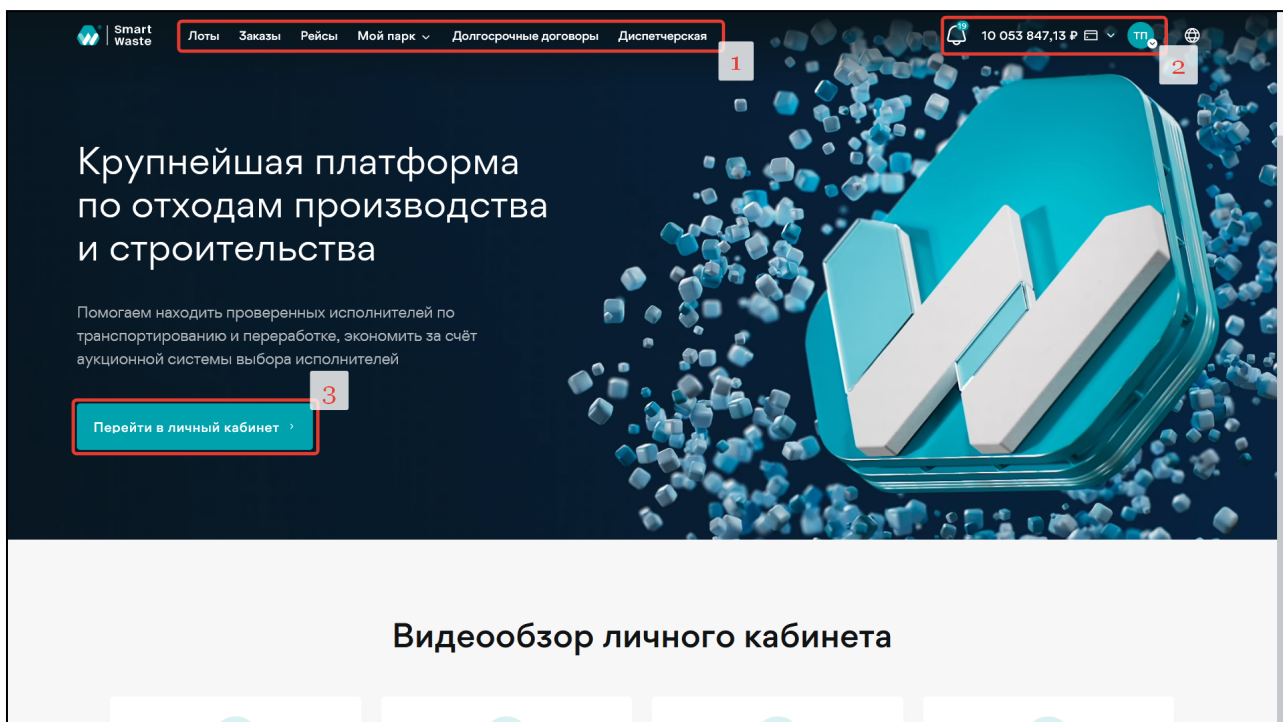 Smart
Waste
Лоты Заказы Рейсы Мой парк Долгосрочные договоры Диспетчерская
1
19
10 053 847,13 ₽
ТП
2
Крупнейшая платформа
по отходам производства
и строительства
Помогаем находить проверенных исполнителей по
транспортированию и переработке, экономить за счёт
аукционной системы выбора исполнителей
3
Перейти в личный кабинет
Видеообзор личного кабинета